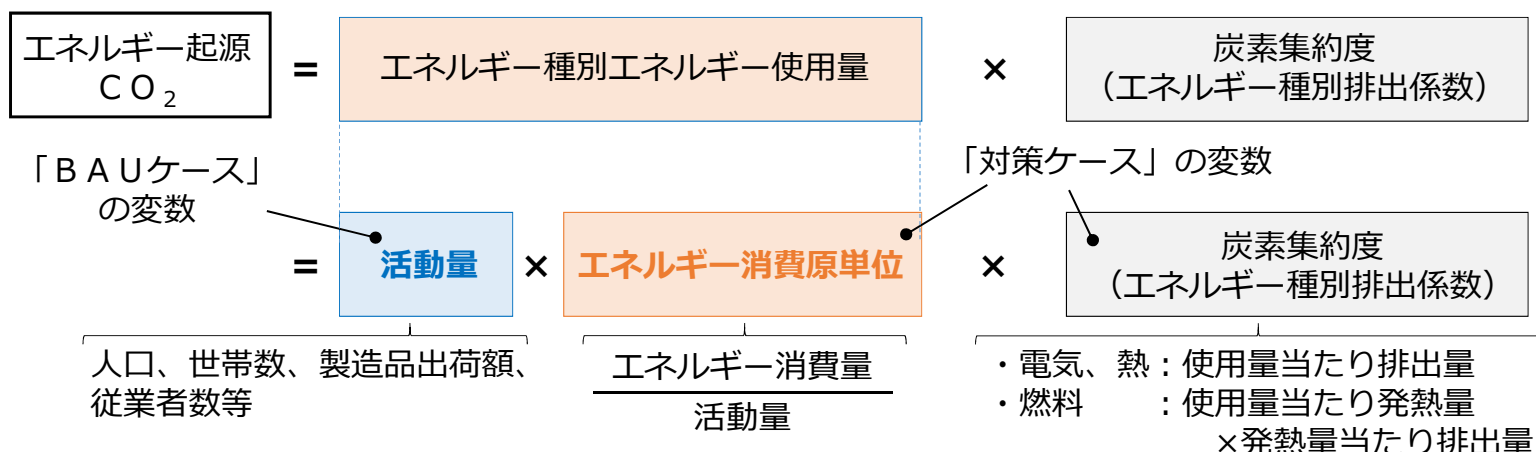 エネルギー起源
ＣＯ₂
=
エネルギー種別エネルギー使用量
×
炭素集約度
（エネルギー種別排出係数）
「ＢＡＵケース」
の変数
「対策ケース」の変数
=
活動量
×
エネルギー消費原単位
×
炭素集約度
（エネルギー種別排出係数）
人口、世帯数、製造品出荷額、
従業者数等
エネルギー消費量
活動量
・電気、熱：使用量当たり排出量
・燃料　　：使用量当たり発熱量
×発熱量当たり排出量